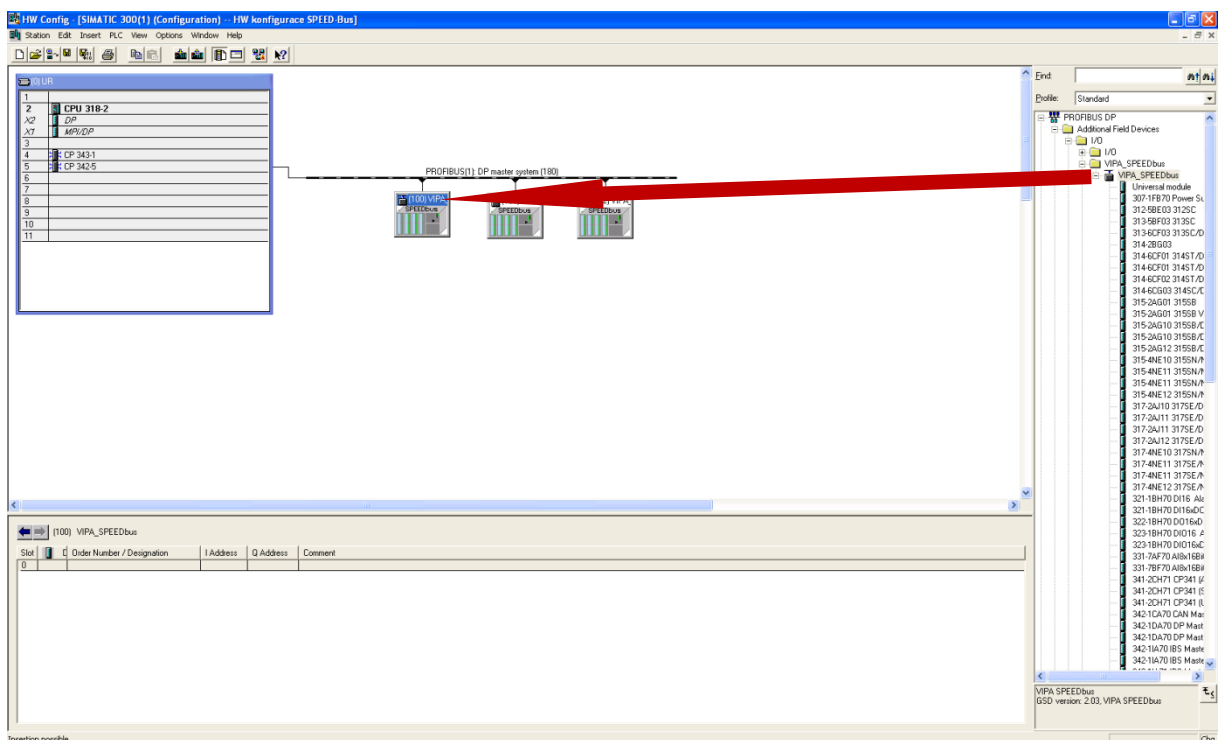 HW Config - [SIMATIC 300(1) (Configuration) -- HW konfigurace SPEED-Bus]
Station Edit Insert PLC View Options Window Help
(0) UR
1
2 CPU 318-2
X2 DP
X1 MPI/DP
3
4 CP 343-1
5 CP 342-5
6
7
8
9
10
11
PROFIBUS(1): DP master system (180)
(100) VIPA_
SPEEDbus
SPEEDbus
SPEEDbus
Find:
Profile: Standard
PROFIBUS DP
Additional Field Devices
I/O
I/O
VIPA_SPEEDbus
VIPA_SPEEDbus
Universal module
307-1FB70 Power Su
312-5BE03 312SC
313-5BF03 313SC
313-6CF03 313SC/D
314-2BG03
314-6CF01 314ST/D
314-6CF01 314ST/D
314-6CF02 314ST/D
314-6CG03 314SC/D
315-2AG01 315SB
315-2AG01 315SB V
315-2AG10 315SB/D
315-2AG10 315SB/D
315-2AG12 315SB/D
315-4NE10 315SN/N
315-4NE11 315SN/N
315-4NE11 315SN/N
315-4NE12 315SN/N
317-2AJ10 317SE/D
317-2AJ11 317SE/D
317-2AJ11 317SE/D
317-2AJ12 317SE/D
317-4NE10 317SN/N
317-4NE11 317SE/N
317-4NE11 317SE/N
317-4NE12 317SE/N
321-1BH70 DI16 Ala
321-1BH70 DI16xDC
322-1BH70 DO16xD
323-1BH70 DIO16 A
323-1BH70 DIO16xD
331-7AF70 AI8x16Bit
331-7BF70 AI8x16Bit
341-2CH71 CP341 (A
341-2CH71 CP341 (S
341-2CH71 CP341 (U
342-1CA70 CAN Mas
342-1DA70 DP Mast
342-1DA70 DP Mast
342-1IA70 IBS Maste
342-1IA70 IBS Maste
(100) VIPA_SPEEDbus
Slot D Order Number / Designation I Address Q Address Comment
0
VIPA SPEEDbus
GSD version: 2.03, VIPA SPEEDbus
Insertion possible
Chg